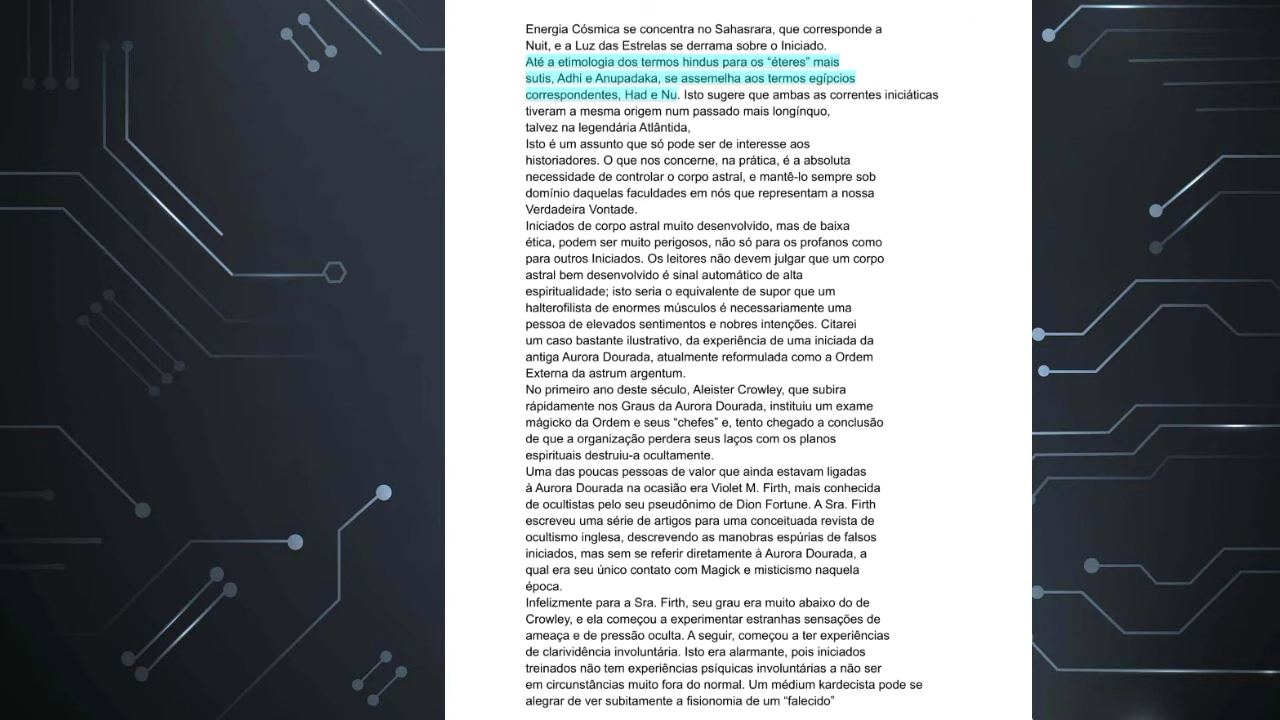 Energia Cósmica se concentra no Sahasrara, que corresponde a
Nuit, e a Luz das Estrelas se derrama sobre o Iniciado.
Até a etimologia dos termos hindus para os “éteres” mais
sutis, Adhi e Anupadaka, se assemelha aos termos egípcios
correspondentes, Had e Nu. Isto sugere que ambas as correntes iniciáticas
tiveram a mesma origem num passado mais longínquo,
talvez na legendária Atlântida,
Isto é um assunto que só pode ser de interesse aos
historiadores. O que nos concerne, na prática, é a absoluta
necessidade de controlar o corpo astral, e mantê-lo sempre sob
domínio daquelas faculdades em nós que representam a nossa
Verdadeira Vontade.
Iniciados de corpo astral muito desenvolvido, mas de baixa
ética, podem ser muito perigosos, não só para os profanos como
para outros Iniciados. Os leitores não devem julgar que um corpo
astral bem desenvolvido é sinal automático de alta
espiritualidade; isto seria o equivalente de supor que um
halterofilista de enormes músculos é necessariamente uma
pessoa de elevados sentimentos e nobres intenções. Citarei
um caso bastante ilustrativo, da experiência de uma iniciada da
antiga Aurora Dourada, atualmente reformulada como a Ordem
Externa da astrum argentum.
No primeiro ano deste século, Aleister Crowley, que subira
rápidamente nos Graus da Aurora Dourada, instituiu um exame
mágicko da Ordem e seus “chefes” e, tento chegado a conclusão
de que a organização perdera seus laços com os planos
espirituais destruiu-a ocultamente.
Uma das poucas pessoas de valor que ainda estavam ligadas
à Aurora Dourada na ocasião era Violet M. Firth, mais conhecida
de ocultistas pelo seu pseudônimo de Dion Fortune. A Sra. Firth
escreveu uma série de artigos para uma conceituada revista de
ocultismo inglesa, descrevendo as manobras espúrias de falsos
iniciados, mas sem se referir diretamente à Aurora Dourada, a
qual era seu único contato com Magick e misticismo naquela
época.
Infelizmente para a Sra. Firth, seu grau era muito abaixo do de
Crowley, e ela começou a experimentar estranhas sensações de
ameaça e de pressão oculta. A seguir, começou a ter experiências
de clarividência involuntária. Isto era alarmante, pois iniciados
treinados não tem experiências psíquicas involuntárias a não ser
em circunstâncias muito fora do normal. Um médium kardecista pode se
alegrar de ver subitamente a fisionomia de um “falecido”